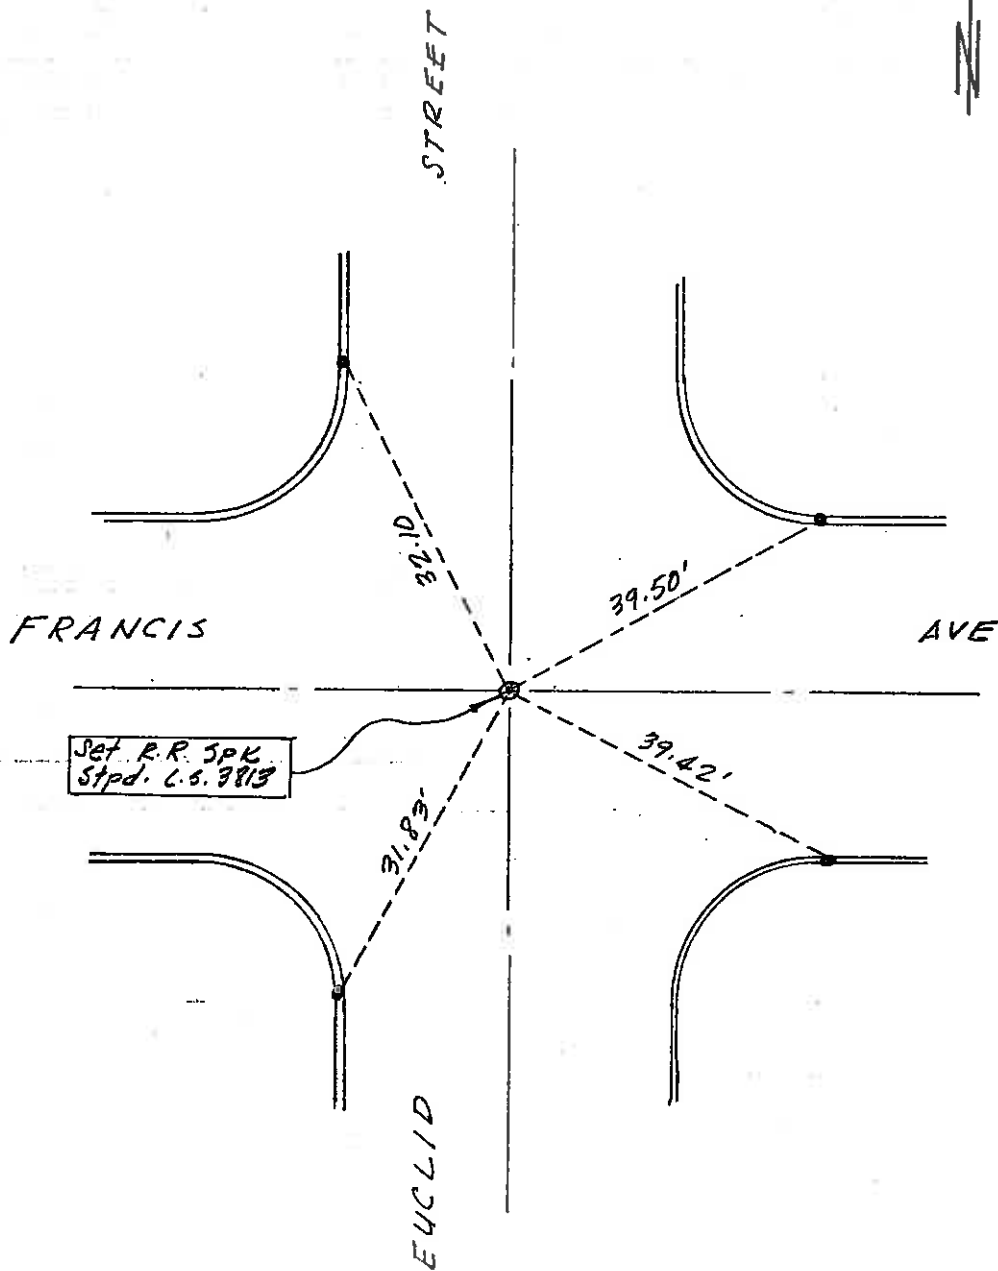 STREET
N
32.10
39.50'
FRANCIS
AVE
Set R.R. Spk
Stpd. L.S. 3813
39.42'
31.83'
EUCLID